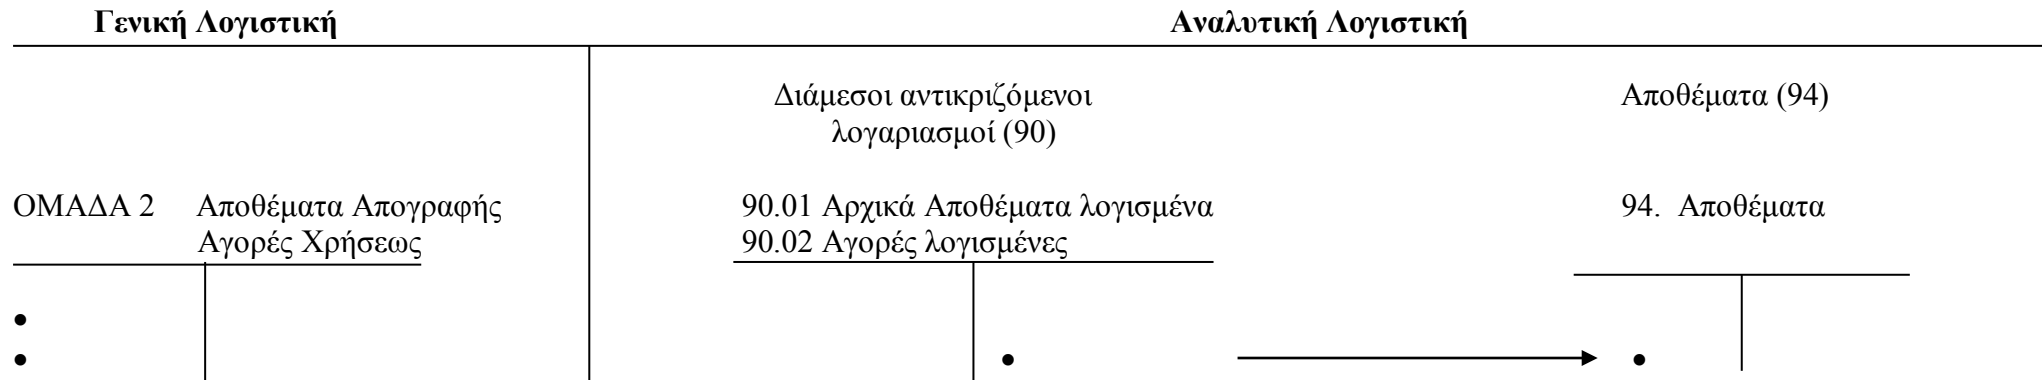 Γενική Λογιστική Αναλυτική Λογιστική
Διάμεσοι αντικριζόμενοι Αποθέματα (94)
λογαριασμοί (90)
ΟΜΑΔΑ 2 Αποθέματα Απογραφής 90.01 Αρχικά Αποθέματα λογισμένα 94. Αποθέματα
Αγορές Χρήσεως 90.02 Αγορές λογισμένες